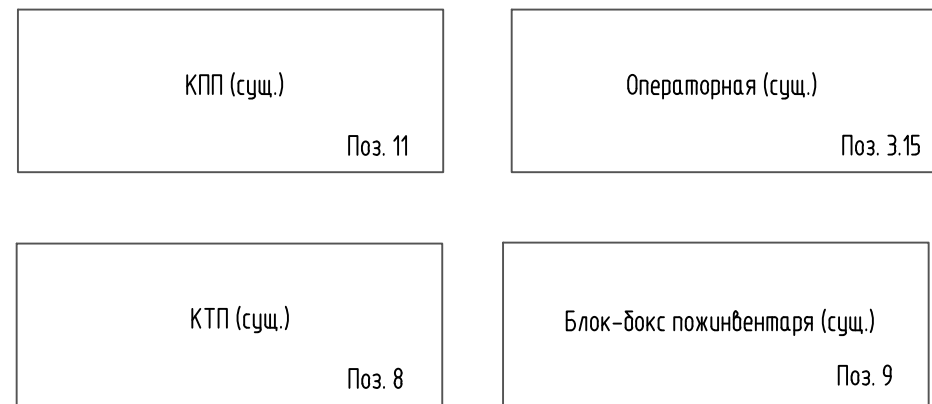 КПП (сущ.)
Поз. 11
Операторная (сущ.)
Поз. 3.15
КТП (сущ.)
Поз. 8
Блок-бокс пожинвентаря (сущ.)
Поз. 9